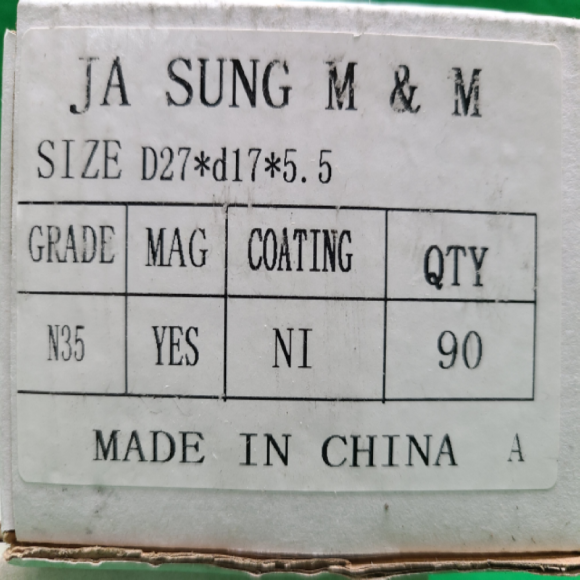 JA SUNG M & M
SIZE D27*d17*5.5
GRADE MAG COATING QTY
N35 YES NI 90
MADE IN CHINA A